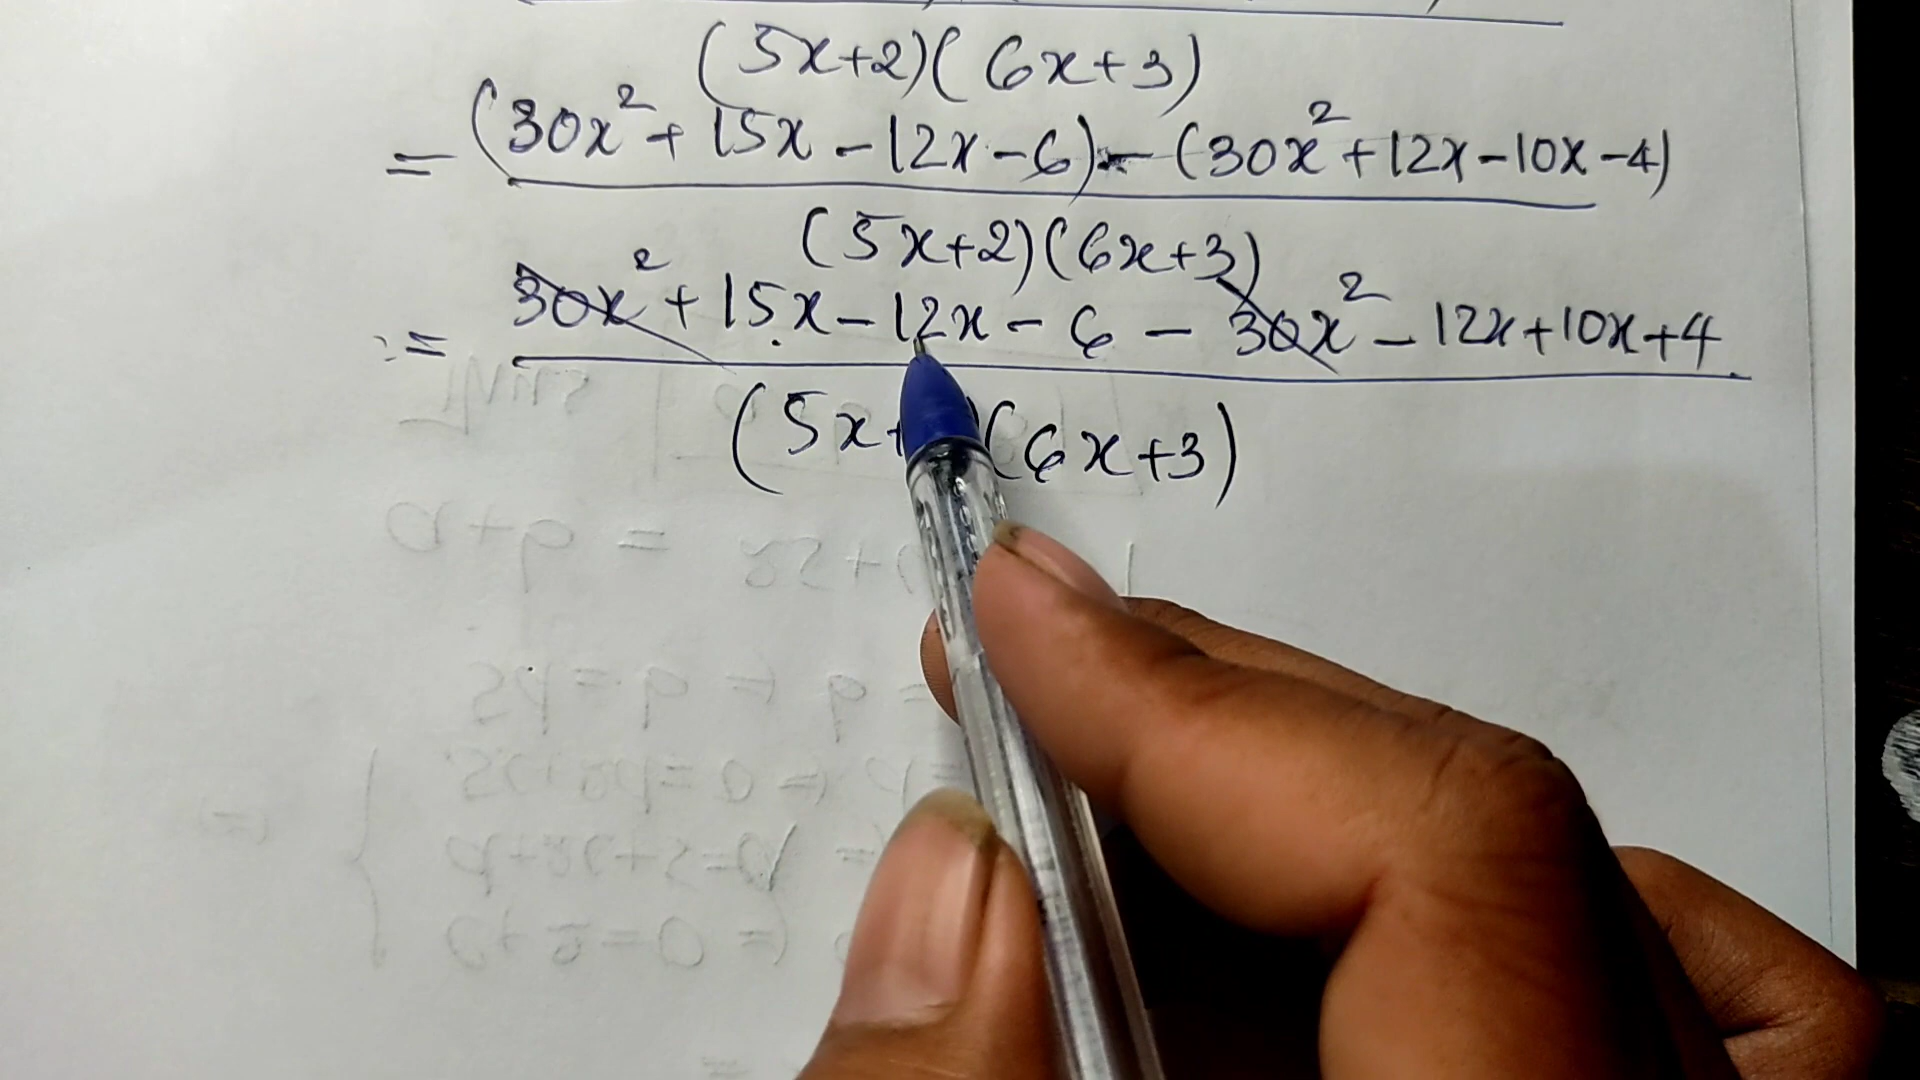 (5x+2)(6x+3)
= (30x² + 15x - 12x - 6) - (30x² + 12x - 10x - 4)
(5x+2)(6x+3)
= 30x² + 15x - 12x - 6 - 30x² - 12x + 10x + 4
(5x+ )(6x+3)